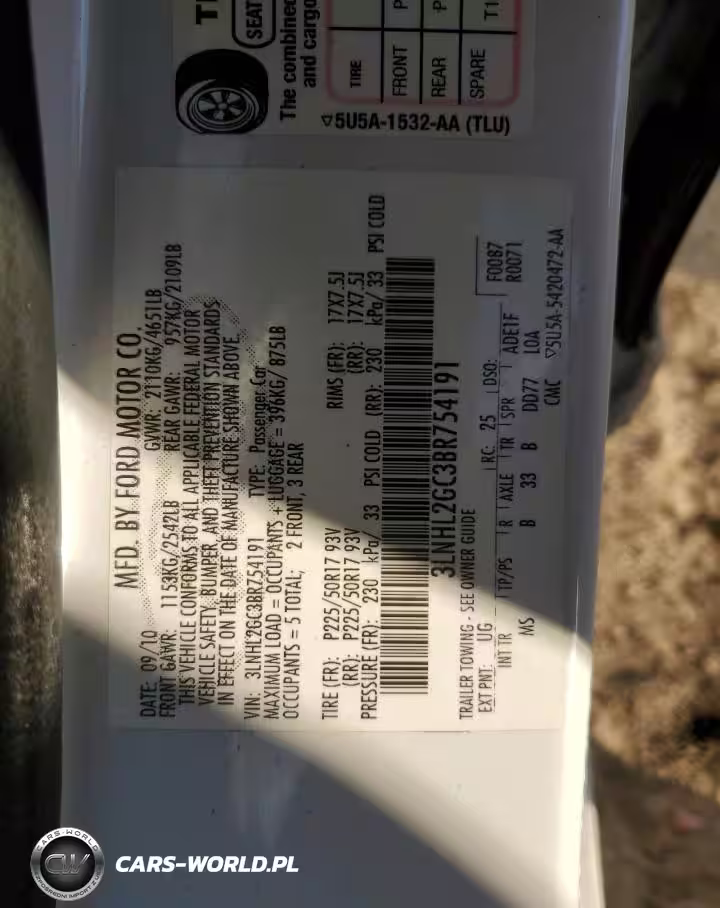 TI
SEAT
The combined
and cargo
TIRE
FRONT P
REAR P
SPARE T1
▽5U5A-1532-AA (TLU)
MFD. BY FORD MOTOR CO.
DATE: 09/10 GVWR: 2110KG/4651LB
FRONT GAWR: 1153KG/2542LB REAR GAWR: 957KG/2109LB
THIS VEHICLE CONFORMS TO ALL APPLICABLE FEDERAL MOTOR
VEHICLE SAFETY, BUMPER, AND THEFT PREVENTION STANDARDS
IN EFFECT ON THE DATE OF MANUFACTURE SHOWN ABOVE.
VIN: 3LNHL2GC3BR754191 TYPE: Passenger Car
MAXIMUM LOAD = OCCUPANTS + LUGGAGE = 396KG/ 875LB
OCCUPANTS = 5 TOTAL; 2 FRONT, 3 REAR
TIRE (FR): P225/50R17 93V RIMS (FR): 17X7.5J
(RR): P225/50R17 93V (RR): 17X7.5J
PRESSURE (FR): 230 kPa/ 33 PSI COLD (RR): 230 kPa/ 33 PSI COLD
3LNHL2GC3BR754191
TRAILER TOWING - SEE OWNER GUIDE
F0087
R0071
EXT PNT: UG RC: 25 DSO:
INT TR TP/PS R AXLE TR SPR ADE1F
MS B 33 B DD77 LOA
CMC ▽5U5A-5420472-AA
CARS-WORLD
CW
CARS-WORLD.PL